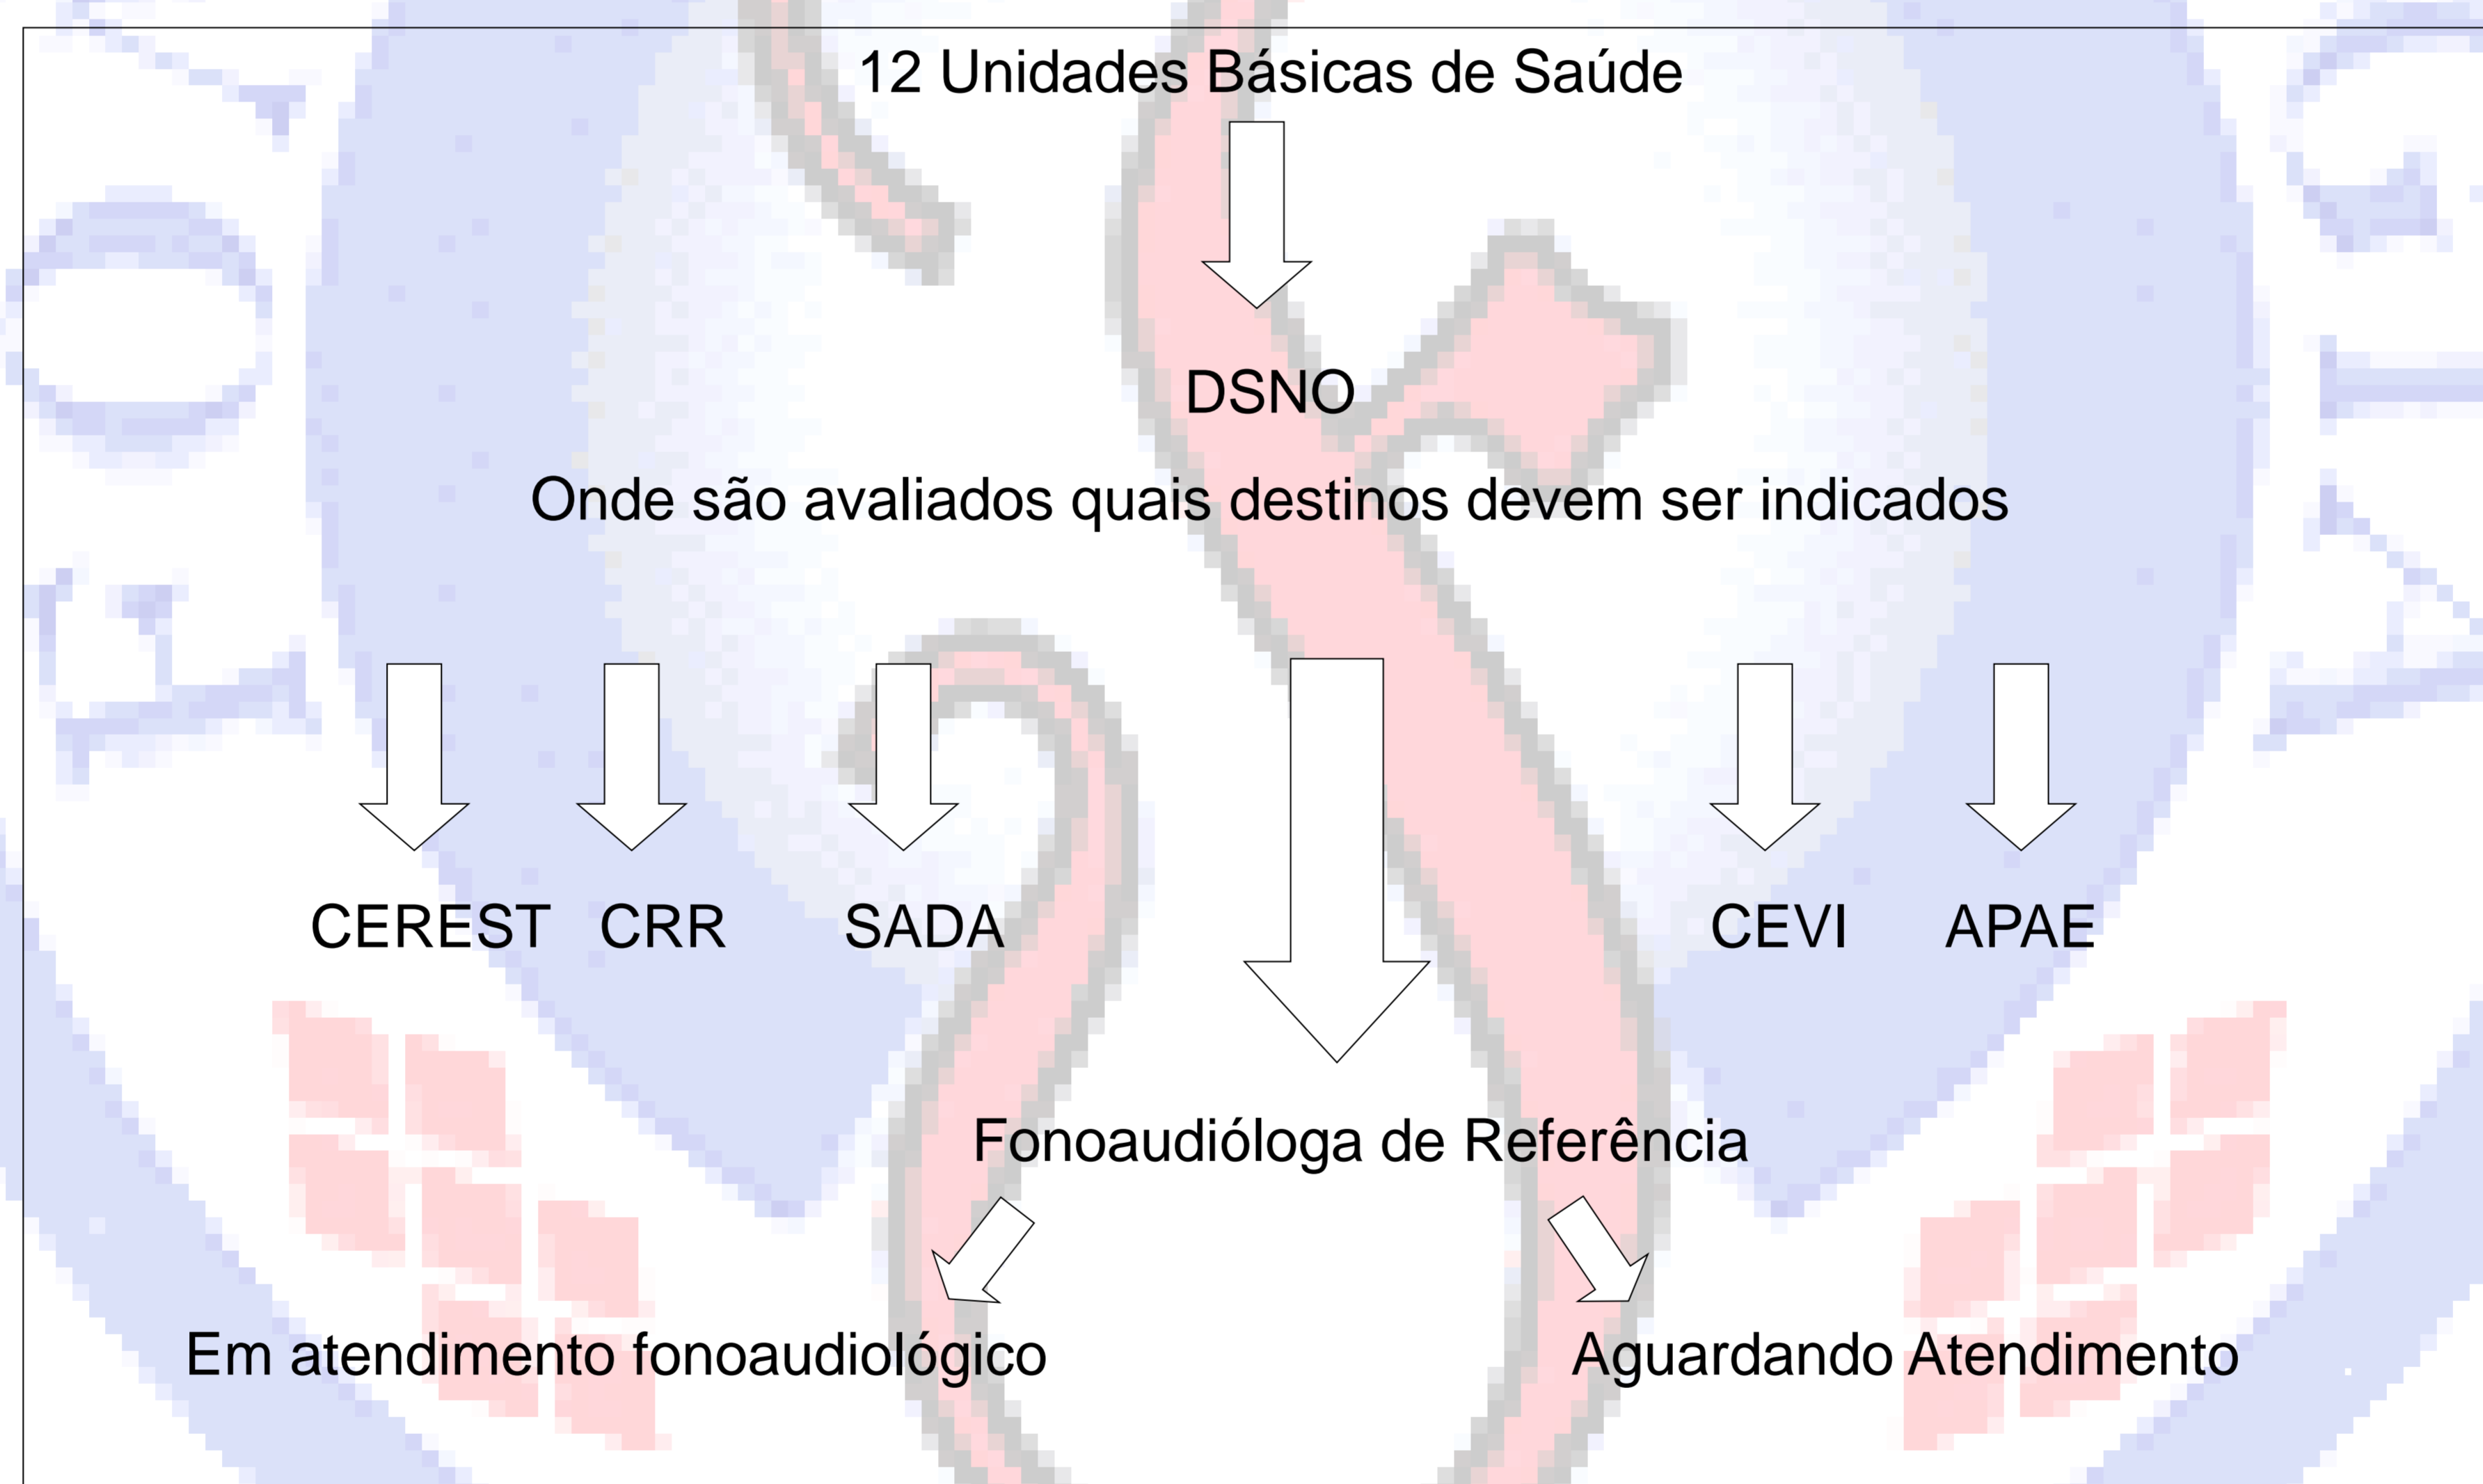 12 Unidades Básicas de Saúde
DSNO
Onde são avaliados quais destinos devem ser indicados
CEREST CRR SADA CEVI APAE
Fonoaudióloga de Referência
Em atendimento fonoaudiológico Aguardando Atendimento